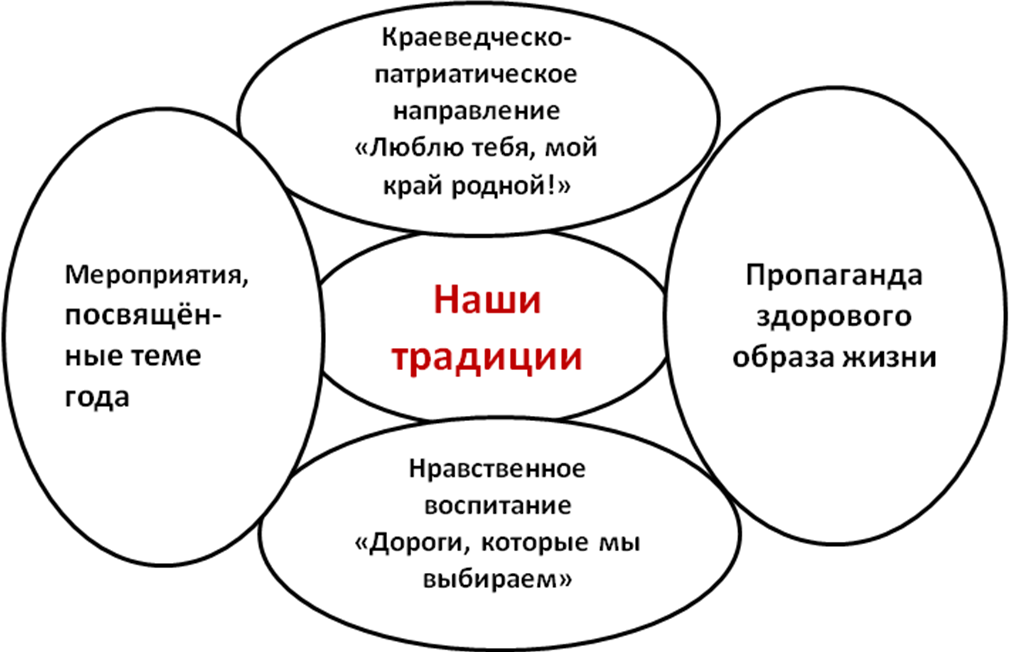 Краеведческо-
патриатическое
направление
«Люблю тебя, мой
край родной!»
Мероприятия,
посвящён-
ные теме
года
Наши
традиции
Пропаганда
здорового
образа жизни
Нравственное
воспитание
«Дороги, которые мы
выбираем»